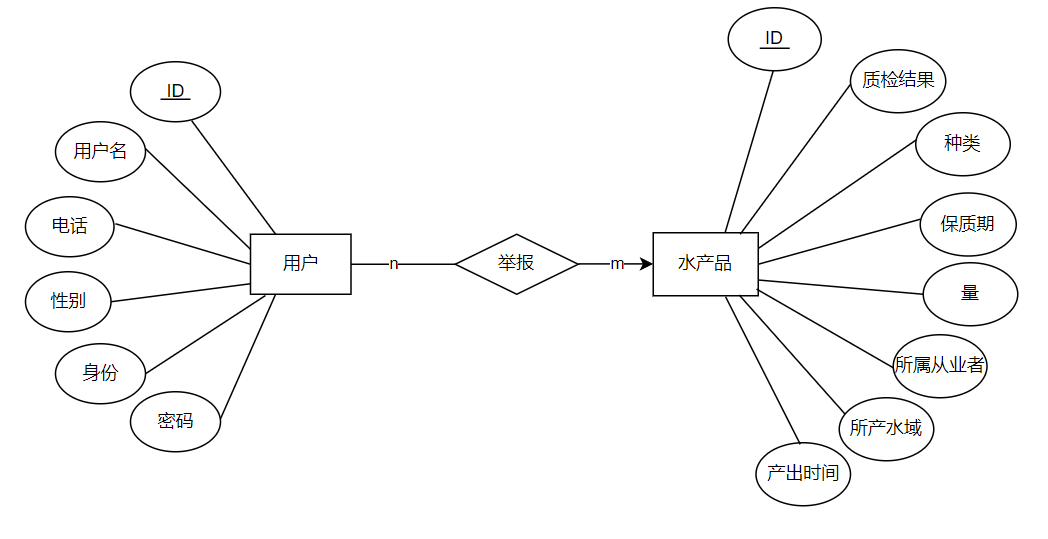 ID
用户名
电话
性别
身份
密码
用户
n
举报
m
水产品
ID
质检结果
种类
保质期
量
所属从业者
所产水域
产出时间